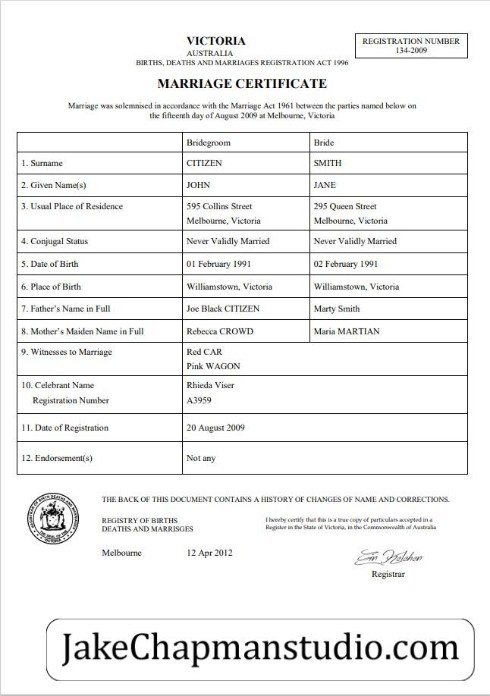 VICTORIA
AUSTRALIA
BIRTHS, DEATHS AND MARRIAGES REGISTRATION ACT 1996
REGISTRATION NUMBER
134-2009
MARRIAGE CERTIFICATE
Marriage was solemnised in accordance with the Marriage Act 1961 between the parties named below on
the fifteenth day of August 2009 at Melbourne, Victoria
Bridegroom Bride
1. Surname CITIZEN SMITH
2. Given Name(s) JOHN JANE
3. Usual Place of Residence 595 Collins Street 295 Queen Street
Melbourne, Victoria Melbourne, Victoria
4. Conjugal Status Never Validly Married Never Validly Married
5. Date of Birth 01 February 1991 02 February 1991
6. Place of Birth Williamstown, Victoria Williamstown, Victoria
7. Father's Name in Full Joe Black CITIZEN Marty Smith
8. Mother's Maiden Name in Full Rebecca CROWD Maria MARTIAN
9. Witnesses to Marriage Red CAR
Pink WAGON
10. Celebrant Name Rhieda Viser
Registration Number A3959
11. Date of Registration 20 August 2009
12. Endorsement(s) Not any
THE BACK OF THIS DOCUMENT CONTAINS A HISTORY OF CHANGES OF NAME AND CORRECTIONS.
REGISTRY OF BIRTHS
DEATHS AND MARRISGES
I hereby certify that this is a true copy of particulars accepted in a
Register in the State of Victoria, in the Commonwealth of Australia
Melbourne 12 Apr 2012
Registrar
JakeChapmanstudio.com